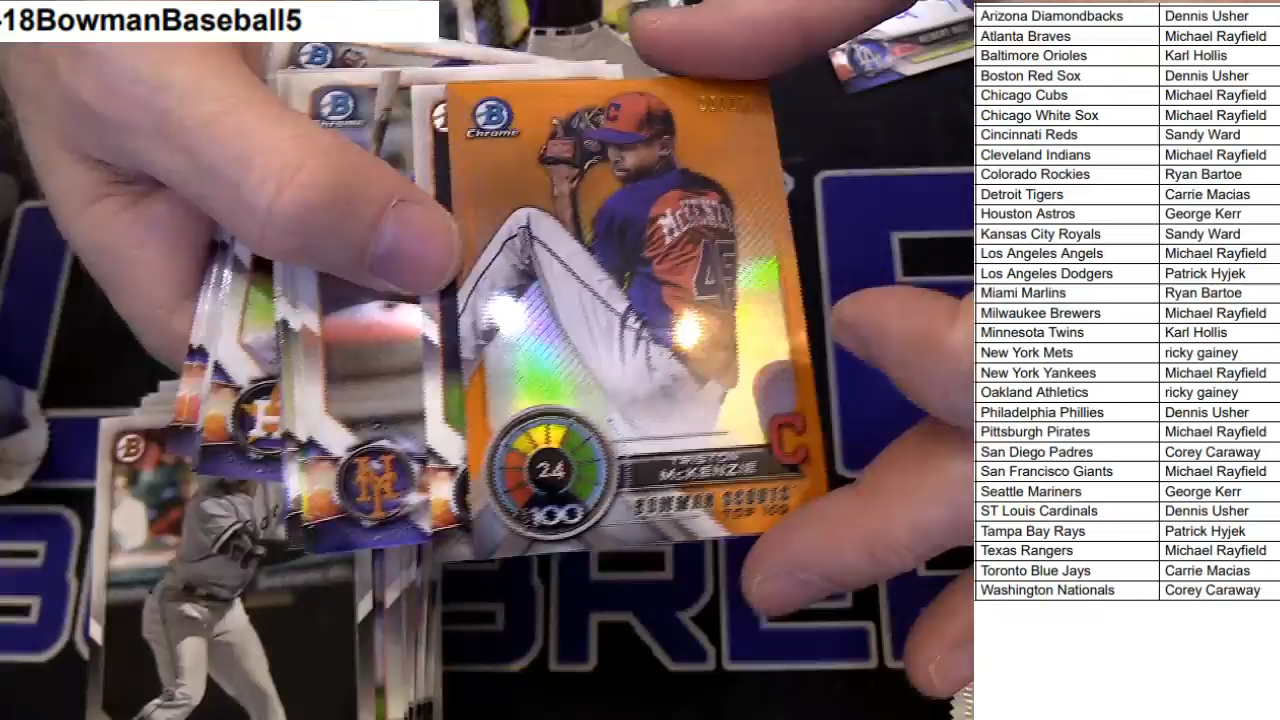 -18BowmanBaseball5
B
Chrome
B
Chrome
C
McKENZIE
24
100
TRISTON
McKENZIE
BOWMAN SCOUTS'
TOP 100
C
B
NY
LA
Arizona Diamondbacks Dennis Usher
Atlanta Braves Michael Rayfield
Baltimore Orioles Karl Hollis
Boston Red Sox Dennis Usher
Chicago Cubs Michael Rayfield
Chicago White Sox Michael Rayfield
Cincinnati Reds Sandy Ward
Cleveland Indians Michael Rayfield
Colorado Rockies Ryan Bartoe
Detroit Tigers Carrie Macias
Houston Astros George Kerr
Kansas City Royals Sandy Ward
Los Angeles Angels Michael Rayfield
Los Angeles Dodgers Patrick Hyjek
Miami Marlins Ryan Bartoe
Milwaukee Brewers Michael Rayfield
Minnesota Twins Karl Hollis
New York Mets ricky gainey
New York Yankees Michael Rayfield
Oakland Athletics ricky gainey
Philadelphia Phillies Dennis Usher
Pittsburgh Pirates Michael Rayfield
San Diego Padres Corey Caraway
San Francisco Giants Michael Rayfield
Seattle Mariners George Kerr
ST Louis Cardinals Dennis Usher
Tampa Bay Rays Patrick Hyjek
Texas Rangers Michael Rayfield
Toronto Blue Jays Carrie Macias
Washington Nationals Corey Caraway